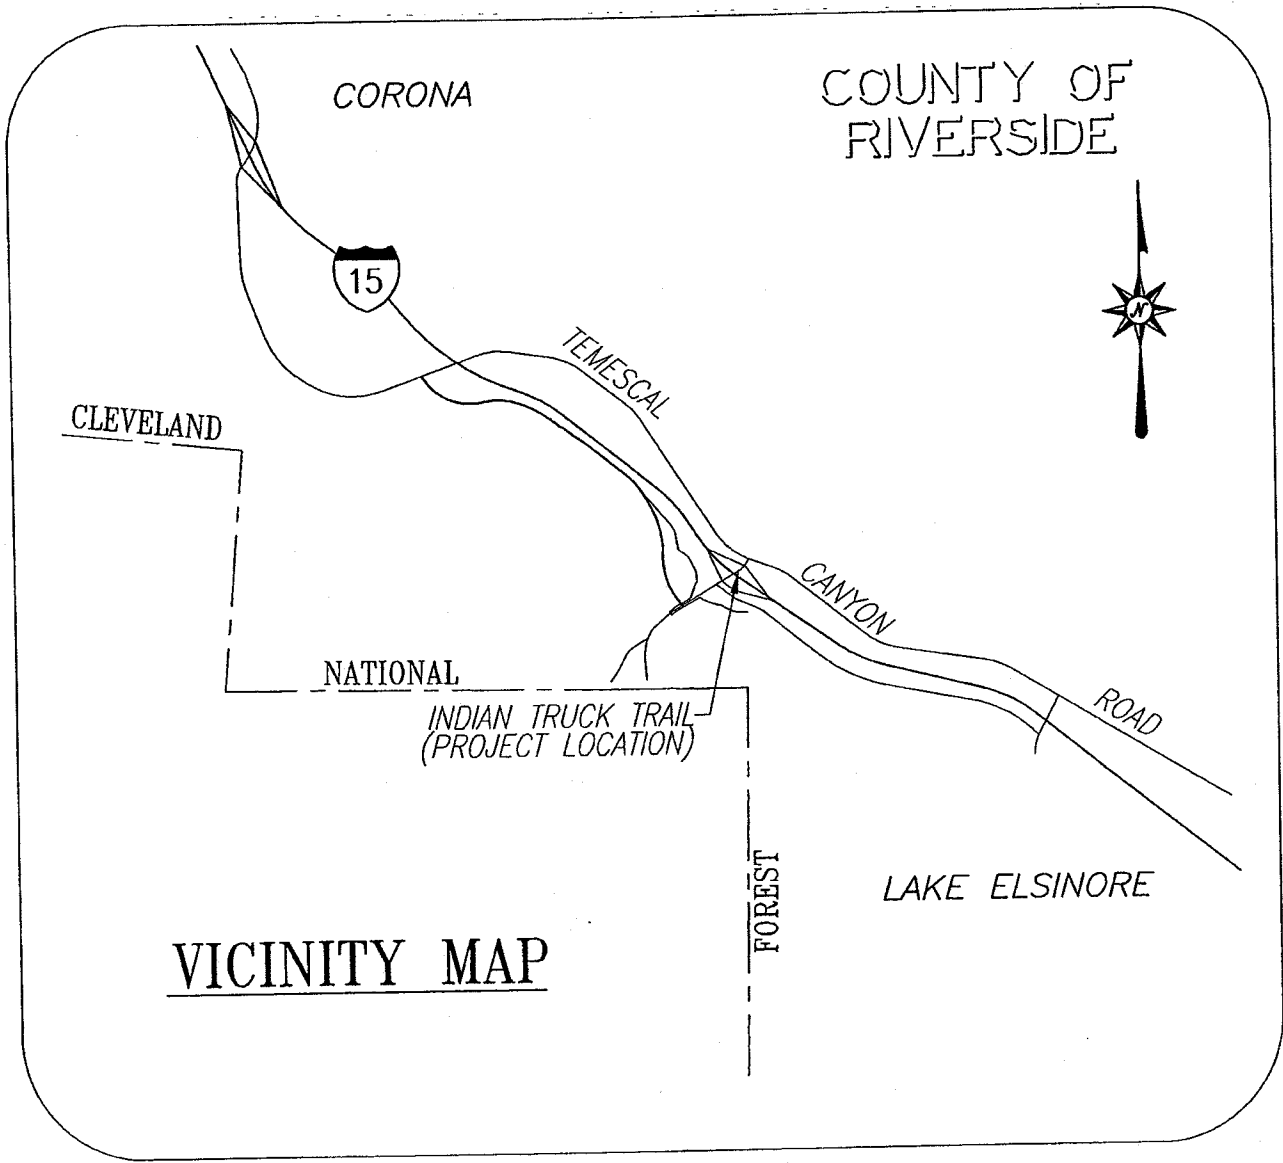 CORONA
COUNTY OF
RIVERSIDE
15
N
TEMESCAL
CLEVELAND
CANYON
NATIONAL
INDIAN TRUCK TRAIL
(PROJECT LOCATION)
ROAD
FOREST
LAKE ELSINORE
VICINITY MAP